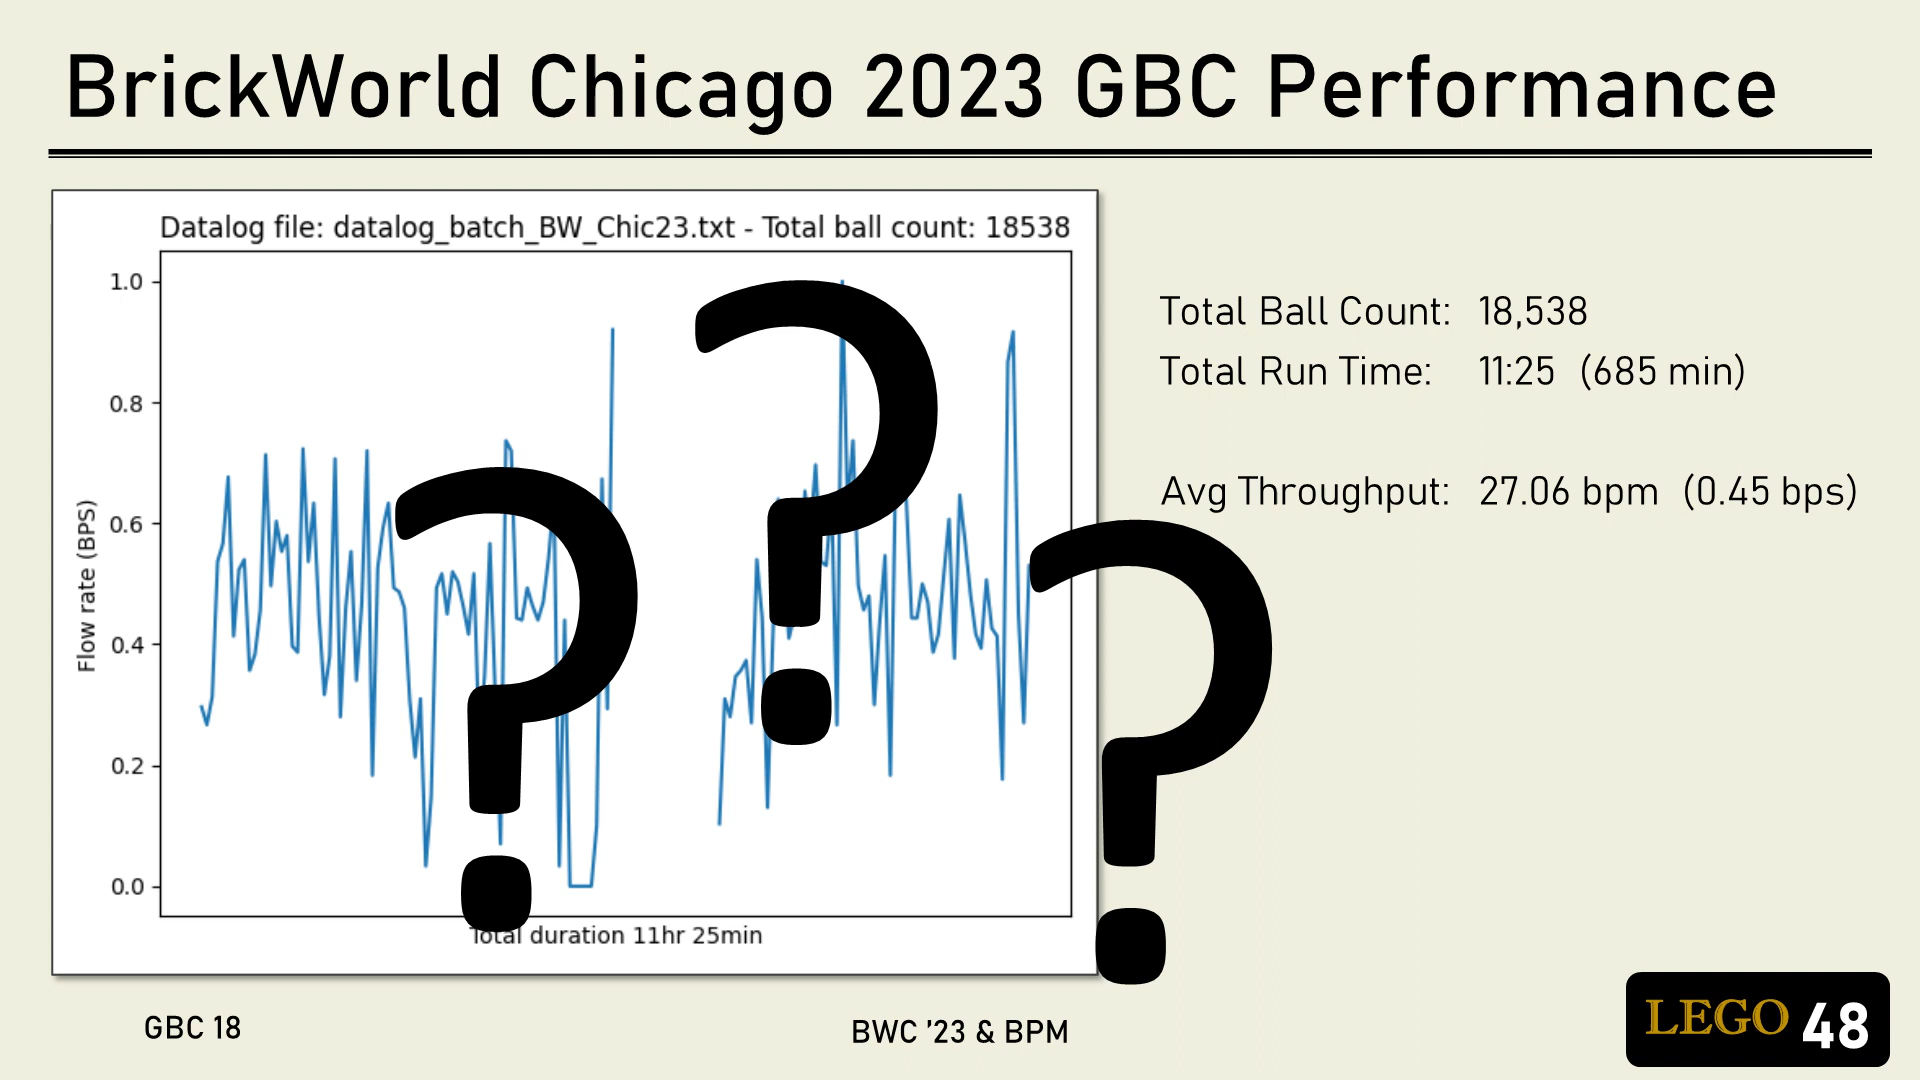 BrickWorld Chicago 2023 GBC Performance
Datalog file: datalog_batch_BW_Chic23.txt - Total ball count: 18538
1.0
0.8
0.6
0.4
0.2
0.0
Flow rate (BPS)
Total duration 11hr 25min
?
?
?
Total Ball Count: 18,538
Total Run Time: 11:25 (685 min)
Avg Throughput: 27.06 bpm (0.45 bps)
GBC 18
BWC ’23 & BPM
LEGO 48